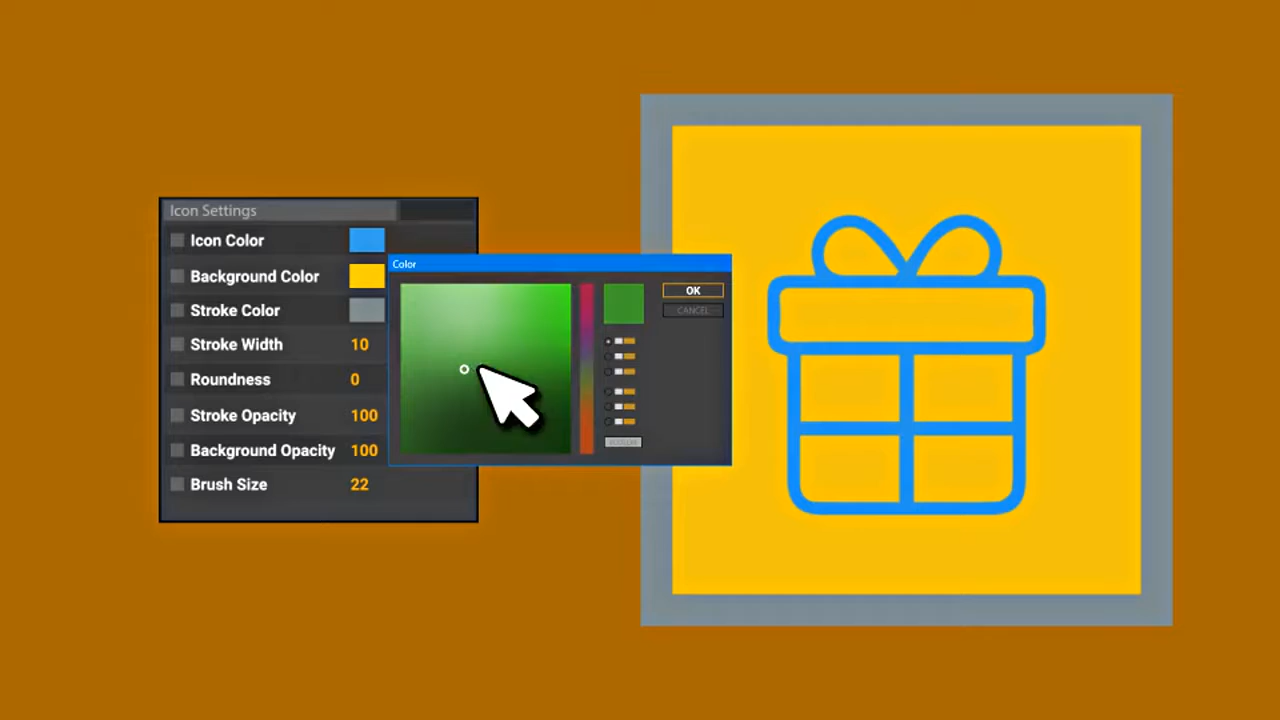 Icon Settings
Icon Color
Background Color
Stroke Color
Stroke Width 10
Roundness 0
Stroke Opacity 100
Background Opacity 100
Brush Size 22
Color
OK
CANCEL